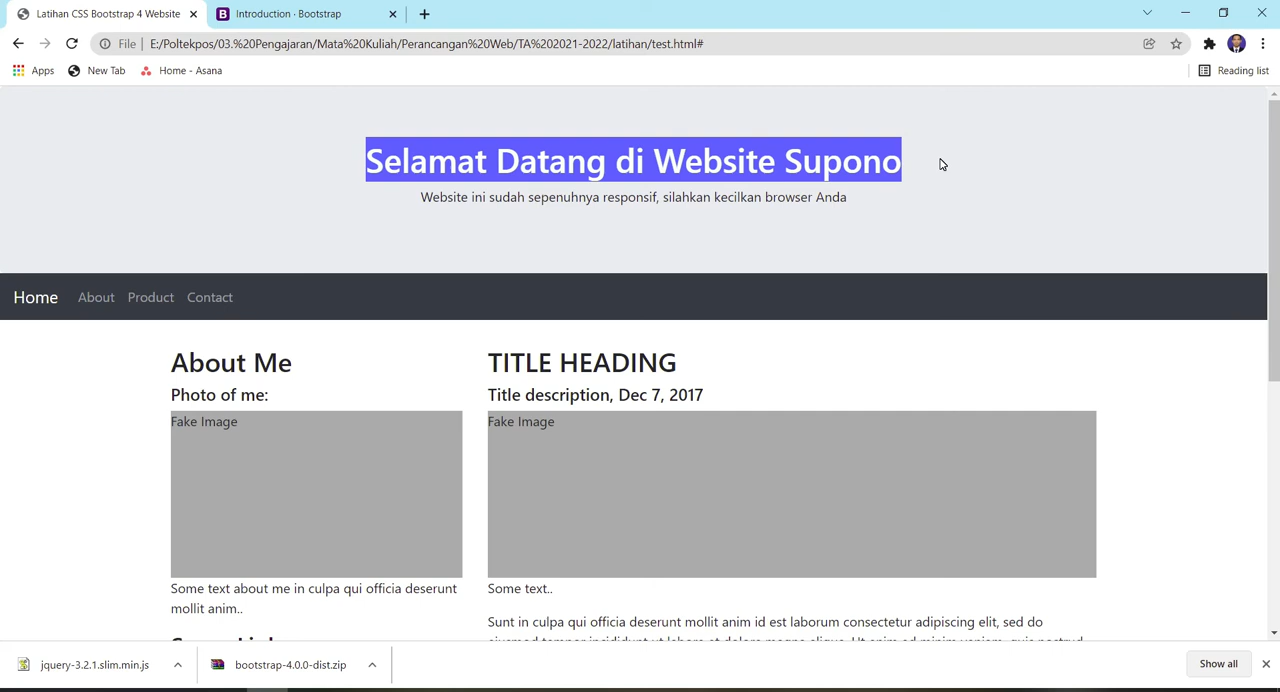 Latihan CSS Bootstrap 4 Website
Introduction · Bootstrap
File
E:/Poltekpos/03.%20Pengajaran/Mata%20Kuliah/Perancangan%20Web/TA%202021-2022/latihan/test.html#
Apps
New Tab
Home - Asana
Reading list
Selamat Datang di Website Supono
Website ini sudah sepenuhnya responsif, silahkan kecilkan browser Anda
Home
About
Product
Contact
About Me
Photo of me:
Fake Image
Some text about me in culpa qui officia deserunt
mollit anim..
TITLE HEADING
Title description, Dec 7, 2017
Fake Image
Some text..
Sunt in culpa qui officia deserunt mollit anim id est laborum consectetur adipiscing elit, sed do
jquery-3.2.1.slim.min.js
bootstrap-4.0.0-dist.zip
Show all